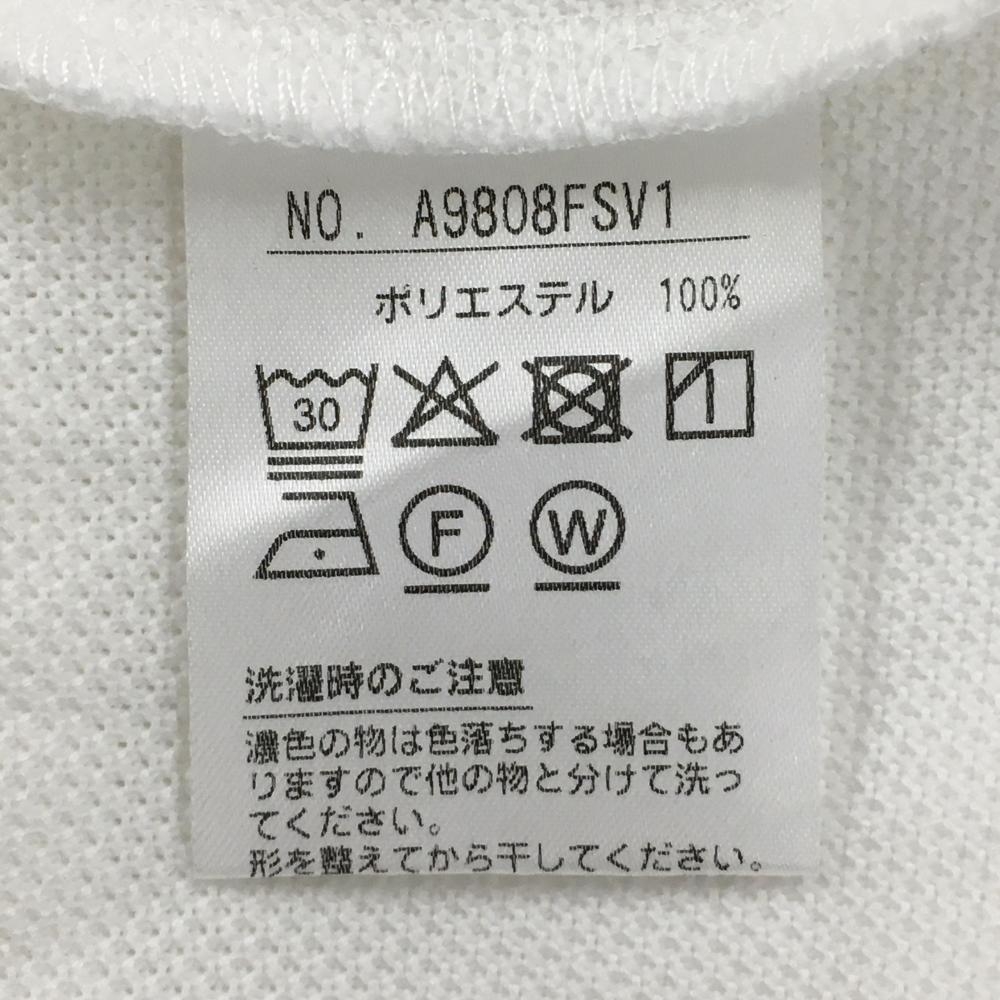 NO. A9808FSV1
ポリエステル 100%
30
F W
洗濯時のご注意
濃色の物は色落ちする場合もあ
りますので他の物と分けて洗っ
てください。
形を整えてから干してください。